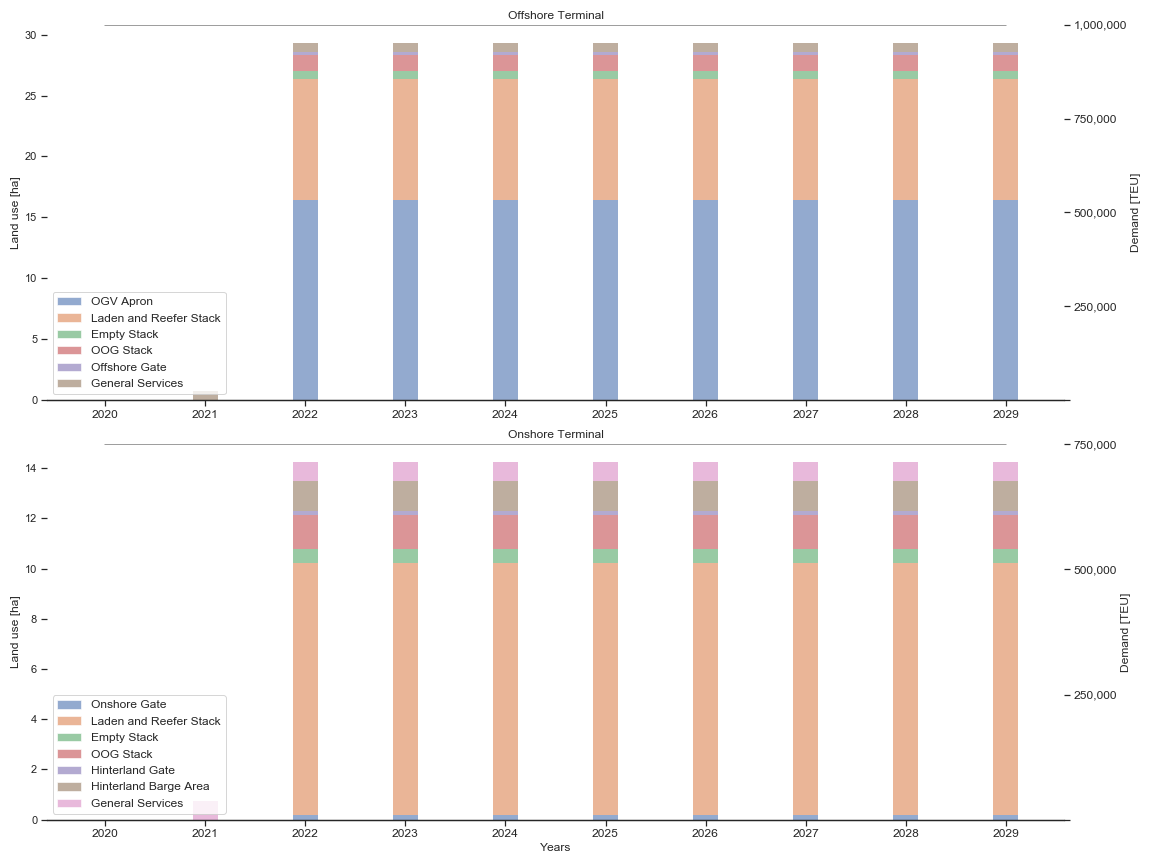 Offshore Terminal
30
25
20
15
10
5
0
Land use [ha]
1,000,000
750,000
500,000
250,000
Demand [TEU]
OGV Apron
Laden and Reefer Stack
Empty Stack
OOG Stack
Offshore Gate
General Services
2020 2021 2022 2023 2024 2025 2026 2027 2028 2029
Onshore Terminal
14
12
10
8
6
4
2
0
Land use [ha]
750,000
500,000
250,000
Demand [TEU]
Onshore Gate
Laden and Reefer Stack
Empty Stack
OOG Stack
Hinterland Gate
Hinterland Barge Area
General Services
2020 2021 2022 2023 2024 2025 2026 2027 2028 2029
Years